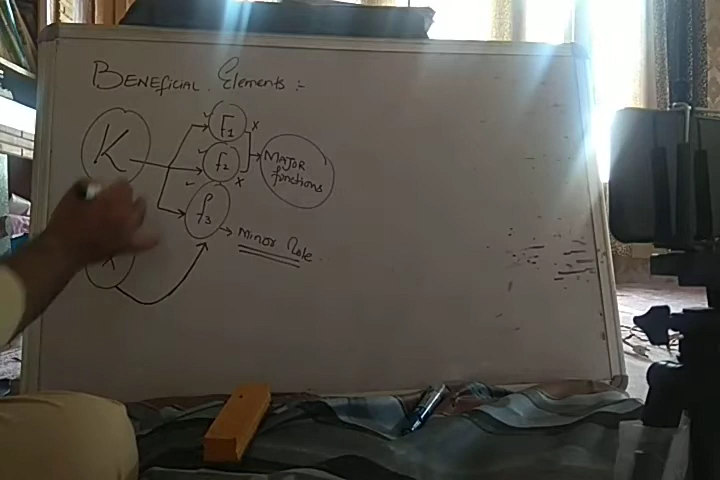 BENEFICIAL Elements :-
K
F1
x
f2
x
MAJOR
functions
f3
Minor Role.